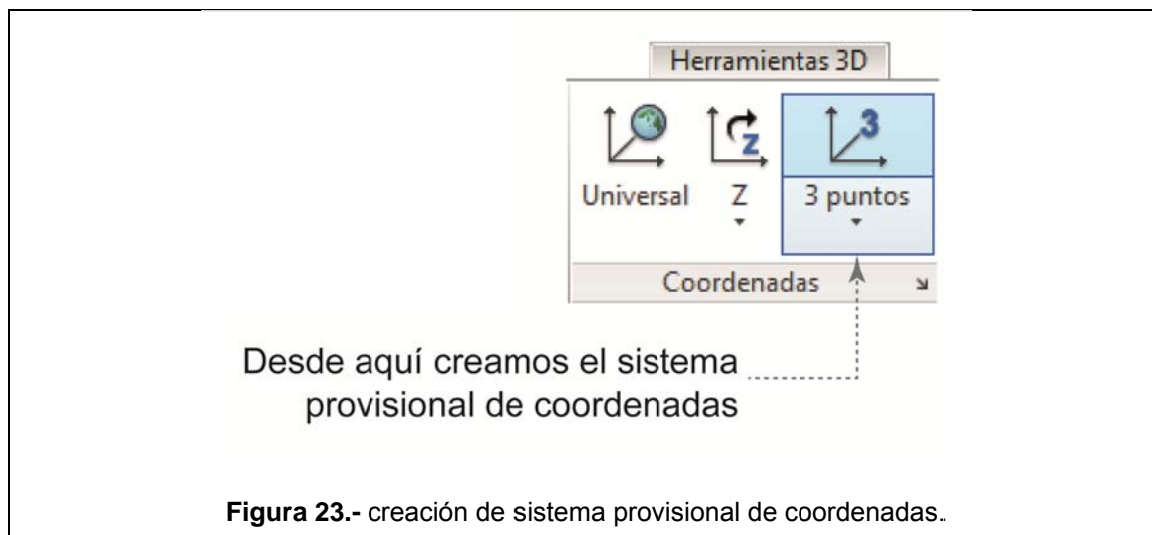 Herramientas 3D
3
Z
Universal
Z
3 puntos
Coordenadas
Desde aquí creamos el sistema
provisional de coordenadas
Figura 23.- creación de sistema provisional de coordenadas.